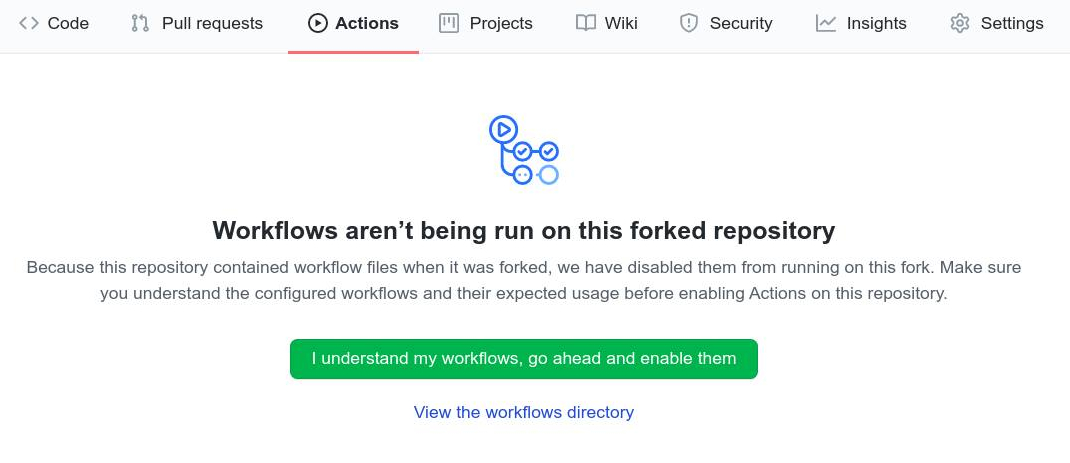 Code Pull requests Actions Projects Wiki Security Insights Settings
Workflows aren’t being run on this forked repository
Because this repository contained workflow files when it was forked, we have disabled them from running on this fork. Make sure
you understand the configured workflows and their expected usage before enabling Actions on this repository.
I understand my workflows, go ahead and enable them
View the workflows directory